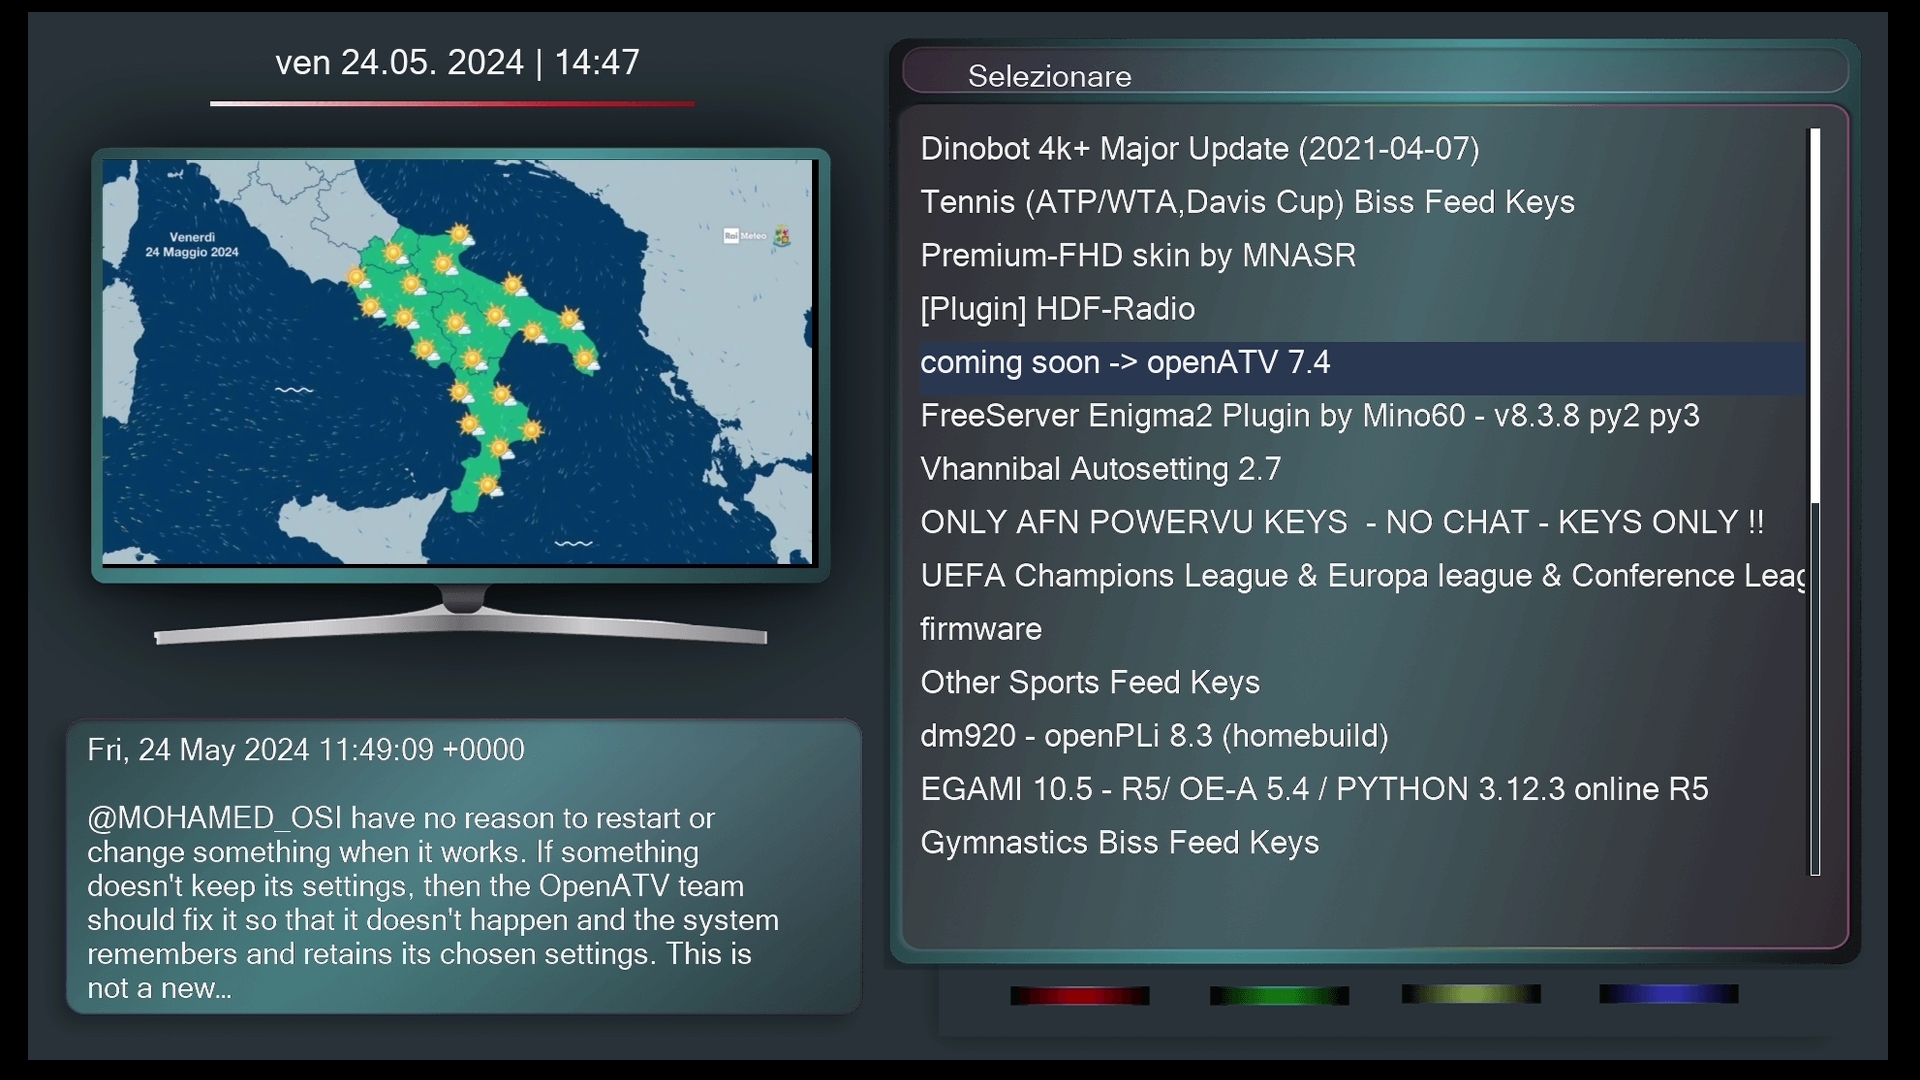 ven 24.05. 2024 | 14:47
Venerdì
24 Maggio 2024
Rai Meteo
Fri, 24 May 2024 11:49:09 +0000
@MOHAMED_OSI have no reason to restart or
change something when it works. If something
doesn't keep its settings, then the OpenATV team
should fix it so that it doesn't happen and the system
remembers and retains its chosen settings. This is
not a new...
Selezionare
Dinobot 4k+ Major Update (2021-04-07)
Tennis (ATP/WTA,Davis Cup) Biss Feed Keys
Premium-FHD skin by MNASR
[Plugin] HDF-Radio
coming soon -> openATV 7.4
FreeServer Enigma2 Plugin by Mino60 - v8.3.8 py2 py3
Vhannibal Autosetting 2.7
ONLY AFN POWERVU KEYS  - NO CHAT - KEYS ONLY !!
UEFA Champions League & Europa league & Conference Leag
firmware
Other Sports Feed Keys
dm920 - openPLi 8.3 (homebuild)
EGAMI 10.5 - R5/ OE-A 5.4 / PYTHON 3.12.3 online R5
Gymnastics Biss Feed Keys